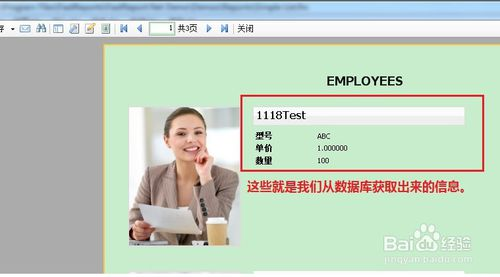 共3页
关闭
EMPLOYEES
1118Test
型号 ABC
单价 1.000000
数量 100
这些就是我们从数据库获取出来的信息。
Baidu经验
jingyan.baidu.com